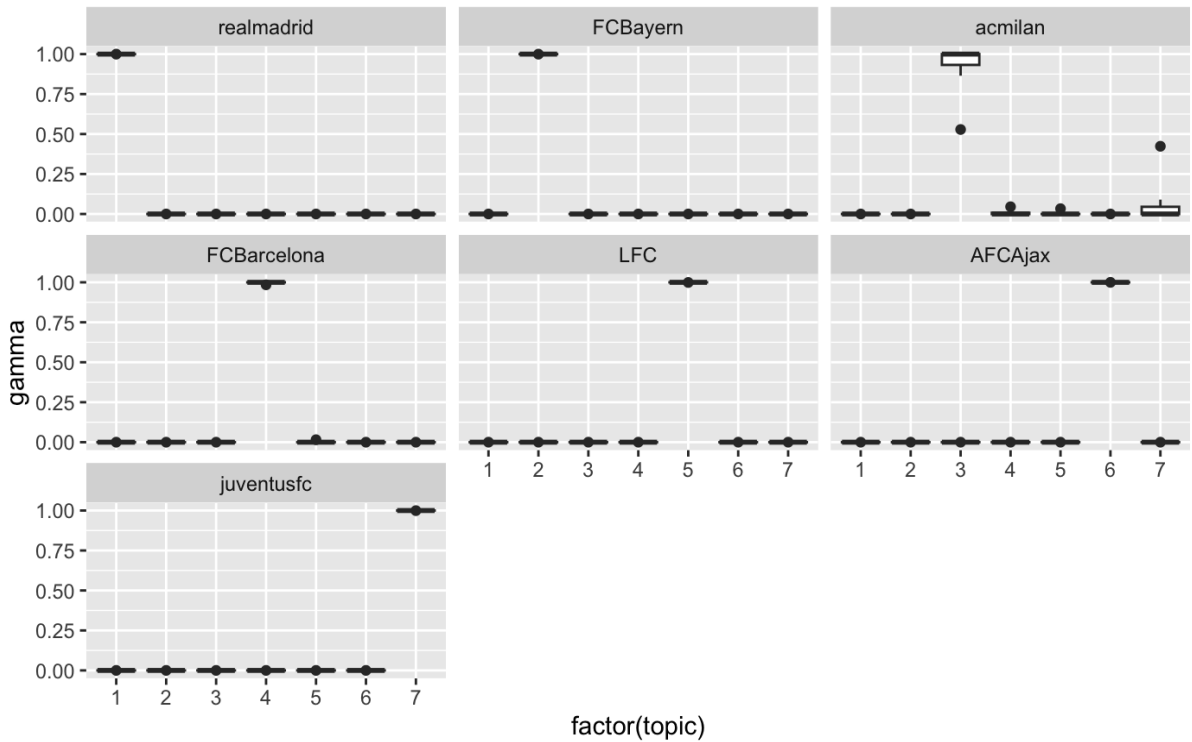 realmadrid
FCBayern
acmilan
1.00
0.75
0.50
0.25
0.00
FCBarcelona
LFC
AFCAjax
1.00
0.75
0.50
0.25
0.00
1 2 3 4 5 6 7
1 2 3 4 5 6 7
juventusfc
1.00
0.75
0.50
0.25
0.00
1 2 3 4 5 6 7
gamma
factor(topic)